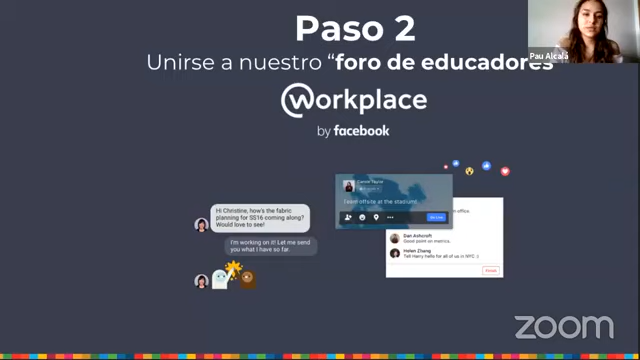 Paso 2
Pau Alcalá
Unirse a nuestro “foro de educadores
Workplace
by facebook
Hi Christine, how's the fabric
planning for SS16 coming along?
Would love to see!
I'm working on it! Let me send
you what I have so far.
Team offsite at the stadium!
office.
Dan Ashcroft
Good point on metrics.
Helen Zhang
Tell marry hello for all of us in NYC :)
zoom